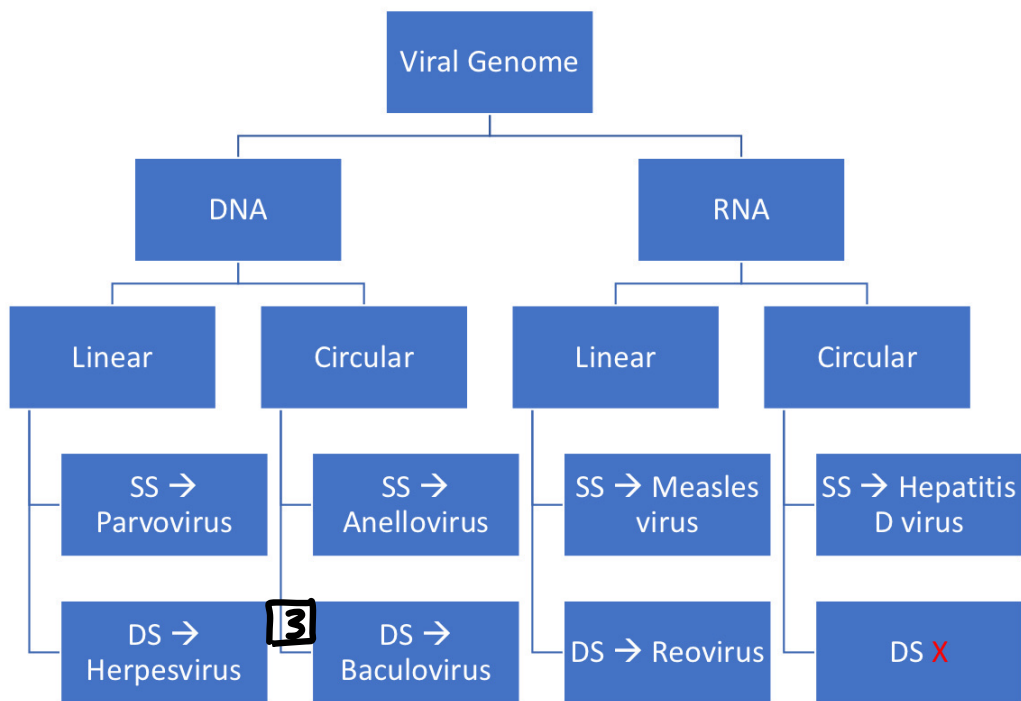 Viral Genome
DNA
RNA
Linear
Circular
Linear
Circular
SS →
Parvovirus
SS →
Anellovirus
SS → Measles
virus
SS → Hepatitis
D virus
3
DS →
Herpesvirus
DS →
Baculovirus
DS → Reovirus
DS X